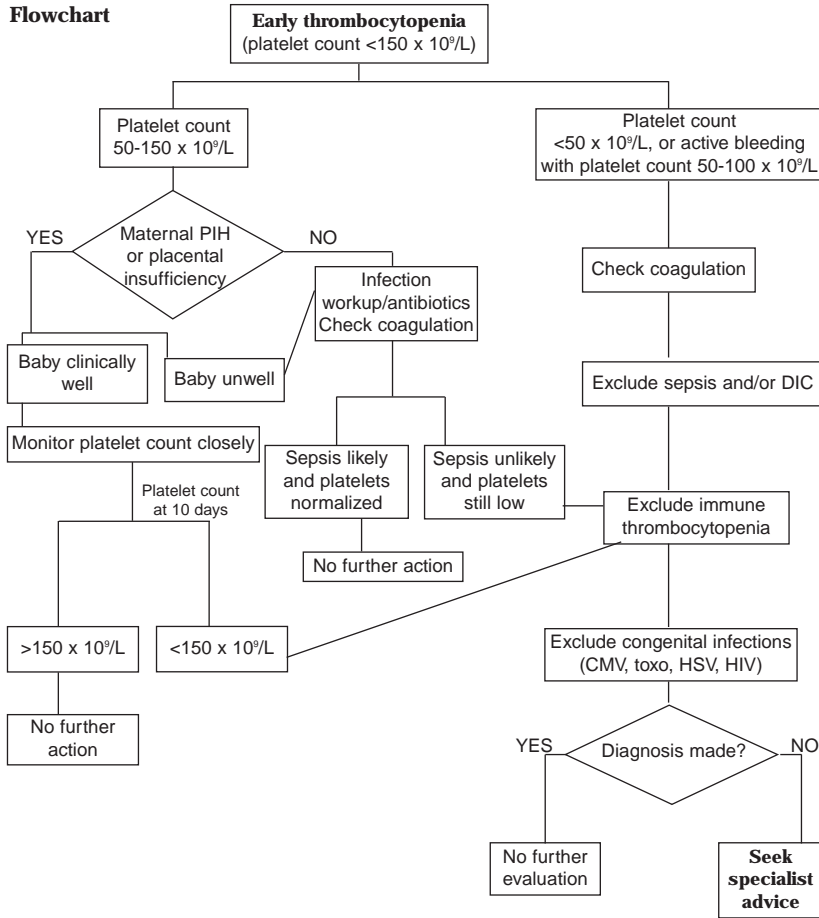 Flowchart
Early thrombocytopenia
(platelet count <150 x 10⁹/L)
Platelet count
50-150 x 10⁹/L
Platelet count
<50 x 10⁹/L, or active bleeding
with platelet count 50-100 x 10⁹/L
YES
Maternal PIH
or placental
insufficiency
NO
Infection
workup/antibiotics
Check coagulation
Check coagulation
Baby clinically
well
Baby unwell
Exclude sepsis and/or DIC
Monitor platelet count closely
Platelet count
at 10 days
Sepsis likely
and platelets
normalized
Sepsis unlikely
and platelets
still low
Exclude immune
thrombocytopenia
No further action
>150 x 10⁹/L
<150 x 10⁹/L
Exclude congenital infections
(CMV, toxo, HSV, HIV)
No further
action
YES
Diagnosis made?
NO
No further
evaluation
Seek
specialist
advice